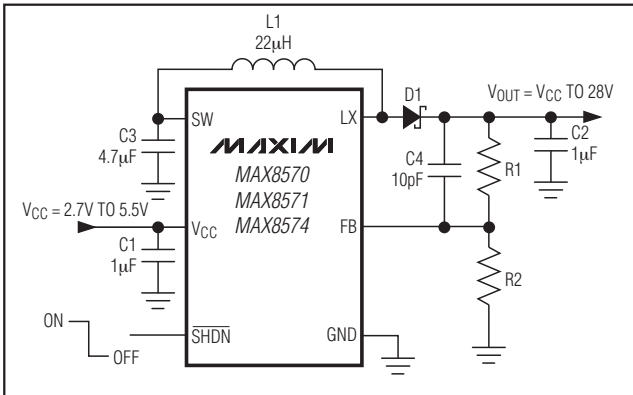 L1
22µH
SW
LX
D1
VOUT = VCC TO 28V
C3
4.7µF
MAXIM
MAX8570
MAX8571
MAX8574
C4
10pF
R1
C2
1µF
VCC = 2.7V TO 5.5V
VCC
FB
C1
1µF
R2
ON
OFF
SHDN
GND